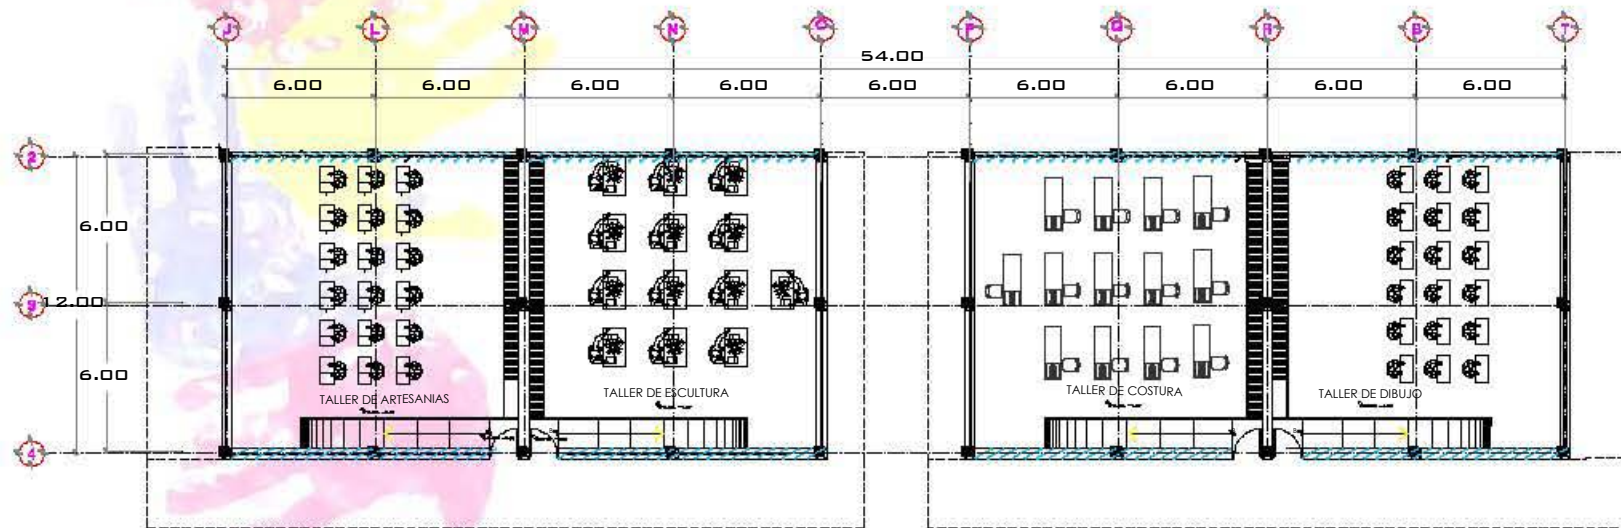 J L M N O P Q R B T
54.00
6.00 6.00 6.00 6.00 6.00 6.00 6.00 6.00 6.00
2
6.00
3 12.00
6.00
TALLER DE ARTESANIAS TALLER DE ESCULTURA TALLER DE COSTURA TALLER DE DIBUJO
4